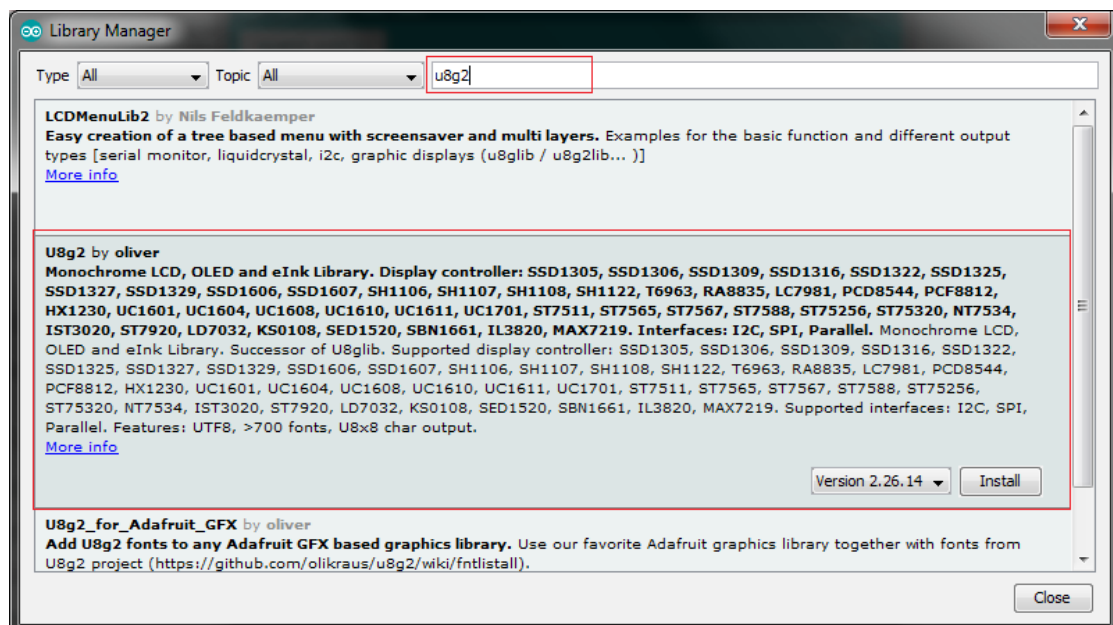 Library Manager
Type All Topic All u8g2
LCDMenuLib2 by Nils Feldkaemper
Easy creation of a tree based menu with screensaver and multi layers. Examples for the basic function and different output
types [serial monitor, liquidcrystal, i2c, graphic displays (u8glib / u8g2lib... )]
More info
U8g2 by oliver
Monochrome LCD, OLED and eInk Library. Display controller: SSD1305, SSD1306, SSD1309, SSD1316, SSD1322, SSD1325,
SSD1327, SSD1329, SSD1606, SSD1607, SH1106, SH1107, SH1108, SH1122, T6963, RA8835, LC7981, PCD8544, PCF8812,
HX1230, UC1601, UC1604, UC1608, UC1610, UC1611, UC1701, ST7511, ST7565, ST7567, ST7588, ST75256, ST75320, NT7534,
IST3020, ST7920, LD7032, KS0108, SED1520, SBN1661, IL3820, MAX7219. Interfaces: I2C, SPI, Parallel. Monochrome LCD,
OLED and eInk Library. Successor of U8glib. Supported display controller: SSD1305, SSD1306, SSD1309, SSD1316, SSD1322,
SSD1325, SSD1327, SSD1329, SSD1606, SSD1607, SH1106, SH1107, SH1108, SH1122, T6963, RA8835, LC7981, PCD8544,
PCF8812, HX1230, UC1601, UC1604, UC1608, UC1610, UC1611, UC1701, ST7511, ST7565, ST7567, ST7588, ST75256,
ST75320, NT7534, IST3020, ST7920, LD7032, KS0108, SED1520, SBN1661, IL3820, MAX7219. Supported interfaces: I2C, SPI,
Parallel. Features: UTF8, >700 fonts, U8x8 char output.
More info
Version 2.26.14 Install
U8g2_for_Adafruit_GFX by oliver
Add U8g2 fonts to any Adafruit GFX based graphics library. Use our favorite Adafruit graphics library together with fonts from
U8g2 project (https://github.com/olikraus/u8g2/wiki/fntlistall).
Close